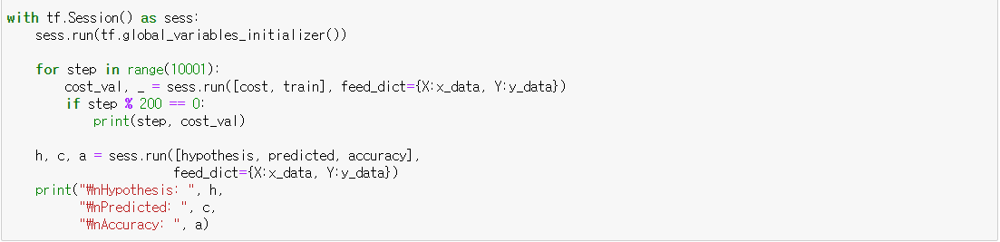 with tf.Session() as sess:
    sess.run(tf.global_variables_initializer())

    for step in range(10001):
        cost_val, _ = sess.run([cost, train], feed_dict={X:x_data, Y:y_data})
        if step % 200 == 0:
            print(step, cost_val)

    h, c, a = sess.run([hypothesis, predicted, accuracy],
                       feed_dict={X:x_data, Y:y_data})
    print("₩nHypothesis: ", h,
          "₩nPredicted: ", c,
          "₩nAccuracy: ", a)